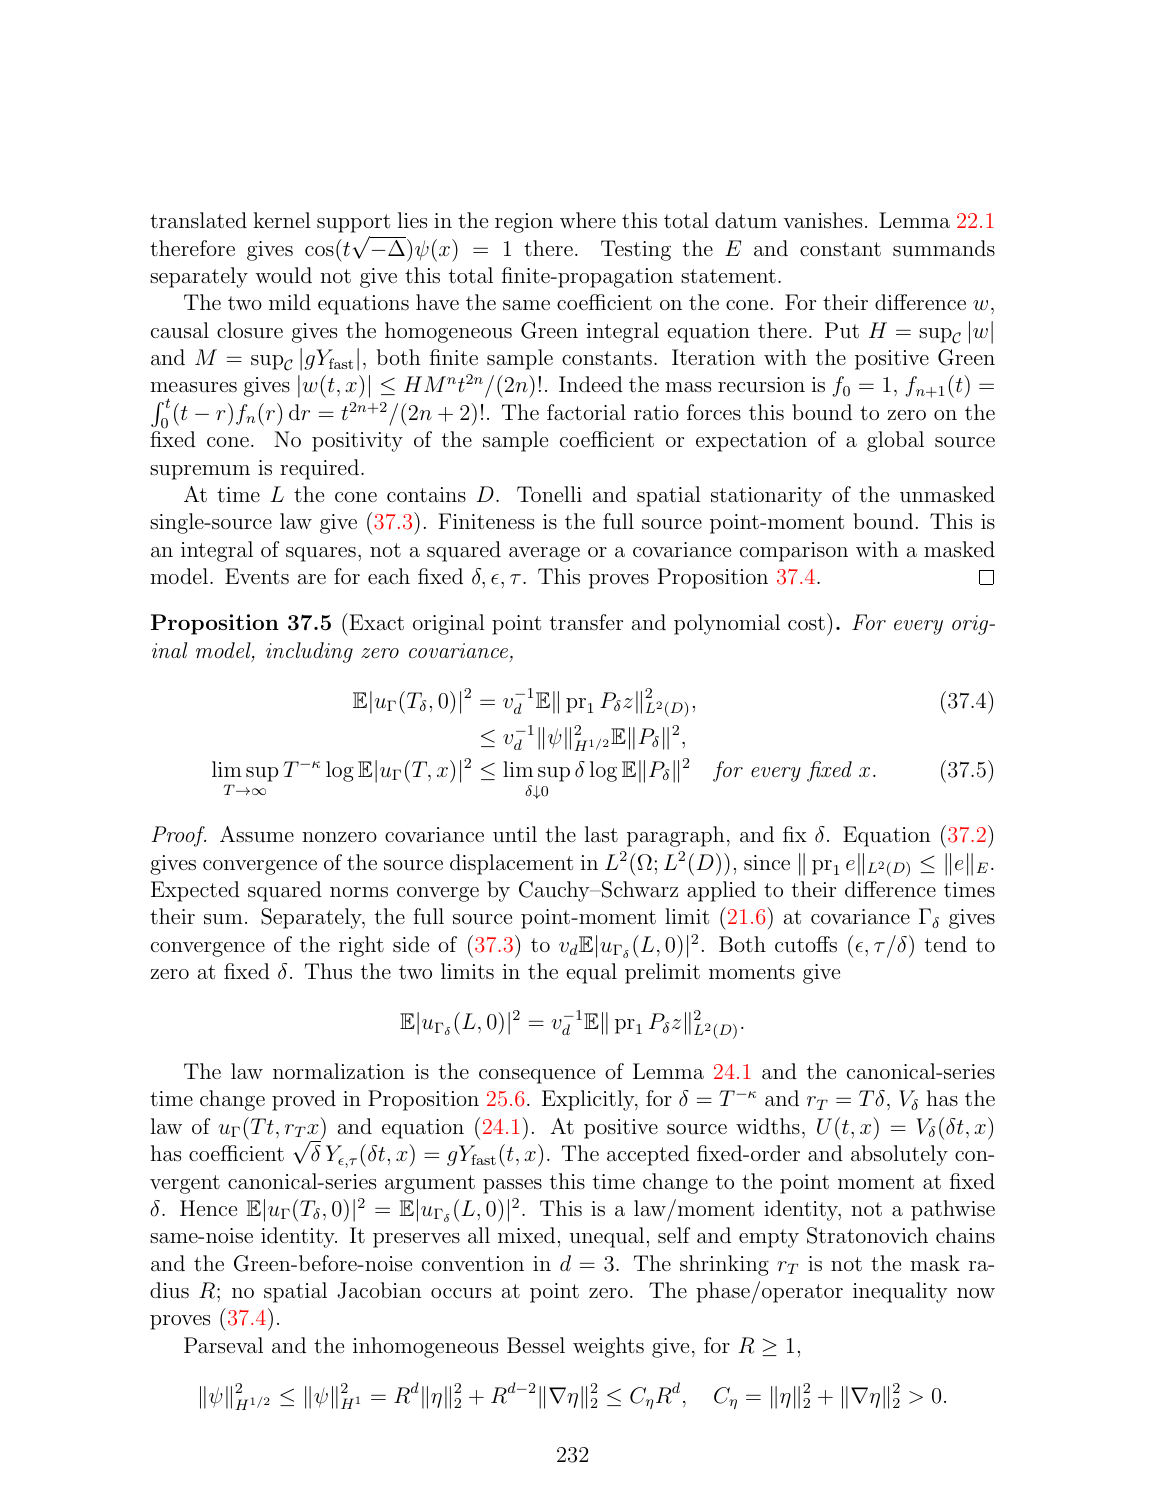 translated kernel support lies in the region where this total datum vanishes. Lemma 22.1
therefore gives cos(t√−Δ)ψ(x) = 1 there. Testing the E and constant summands
separately would not give this total finite-propagation statement.
The two mild equations have the same coefficient on the cone. For their difference w,
causal closure gives the homogeneous Green integral equation there. Put H = sup_𝒞 |w|
and M = sup_𝒞 |gY_fast|, both finite sample constants. Iteration with the positive Green
measures gives |w(t, x)| ≤ HMⁿt²ⁿ/(2n)!. Indeed the mass recursion is f₀ = 1, fₙ₊₁(t) =
∫₀ᵗ(t − r)fₙ(r) dr = t²ⁿ⁺²/(2n + 2)!. The factorial ratio forces this bound to zero on the
fixed cone. No positivity of the sample coefficient or expectation of a global source
supremum is required.
At time L the cone contains D. Tonelli and spatial stationarity of the unmasked
single-source law give (37.3). Finiteness is the full source point-moment bound. This is
an integral of squares, not a squared average or a covariance comparison with a masked
model. Events are for each fixed δ, ϵ, τ. This proves Proposition 37.4. □
Proposition 37.5 (Exact original point transfer and polynomial cost). For every orig-
inal model, including zero covariance,
𝔼|u_Γ(T_δ, 0)|² = v_d⁻¹𝔼‖ pr₁ P_δz‖²_{L²(D)}, (37.4)
≤ v_d⁻¹‖ψ‖²_{H^{1/2}}𝔼‖P_δ‖²,
lim sup_{T→∞} T^{−κ} log 𝔼|u_Γ(T, x)|² ≤ lim sup_{δ↓0} δ log 𝔼‖P_δ‖² for every fixed x. (37.5)
Proof. Assume nonzero covariance until the last paragraph, and fix δ. Equation (37.2)
gives convergence of the source displacement in L²(Ω; L²(D)), since ‖ pr₁ e‖_{L²(D)} ≤ ‖e‖_E.
Expected squared norms converge by Cauchy–Schwarz applied to their difference times
their sum. Separately, the full source point-moment limit (21.6) at covariance Γ_δ gives
convergence of the right side of (37.3) to v_d𝔼|u_{Γ_δ}(L, 0)|². Both cutoffs (ϵ, τ/δ) tend to
zero at fixed δ. Thus the two limits in the equal prelimit moments give
𝔼|u_{Γ_δ}(L, 0)|² = v_d⁻¹𝔼‖ pr₁ P_δz‖²_{L²(D)}.
The law normalization is the consequence of Lemma 24.1 and the canonical-series
time change proved in Proposition 25.6. Explicitly, for δ = T^{−κ} and r_T = Tδ, V_δ has the
law of u_Γ(Tt, r_Tx) and equation (24.1). At positive source widths, U(t, x) = V_δ(δt, x)
has coefficient √δ Y_{ϵ,τ}(δt, x) = gY_fast(t, x). The accepted fixed-order and absolutely con-
vergent canonical-series argument passes this time change to the point moment at fixed
δ. Hence 𝔼|u_Γ(T_δ, 0)|² = 𝔼|u_{Γ_δ}(L, 0)|². This is a law/moment identity, not a pathwise
same-noise identity. It preserves all mixed, unequal, self and empty Stratonovich chains
and the Green-before-noise convention in d = 3. The shrinking r_T is not the mask ra-
dius R; no spatial Jacobian occurs at point zero. The phase/operator inequality now
proves (37.4).
Parseval and the inhomogeneous Bessel weights give, for R ≥ 1,
‖ψ‖²_{H^{1/2}} ≤ ‖ψ‖²_{H¹} = R^d‖η‖²₂ + R^{d−2}‖∇η‖²₂ ≤ C_ηR^d, C_η = ‖η‖²₂ + ‖∇η‖²₂ > 0.
232